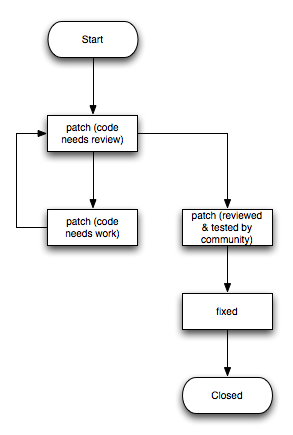 Start
patch (code
needs review)
patch (code
needs work)
patch (reviewed
& tested by
community)
fixed
Closed